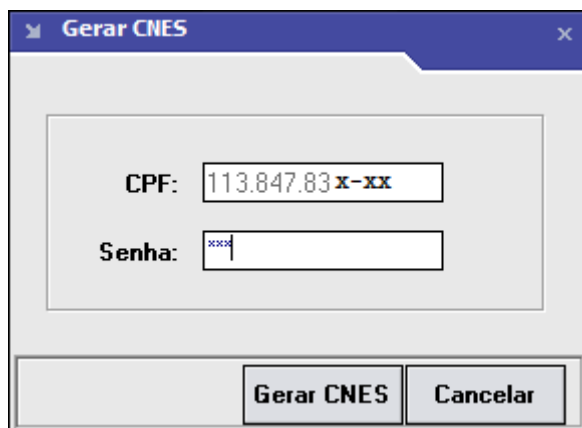 Gerar CNES
CPF: 113.847.83x-xx
Senha: ***
Gerar CNES Cancelar